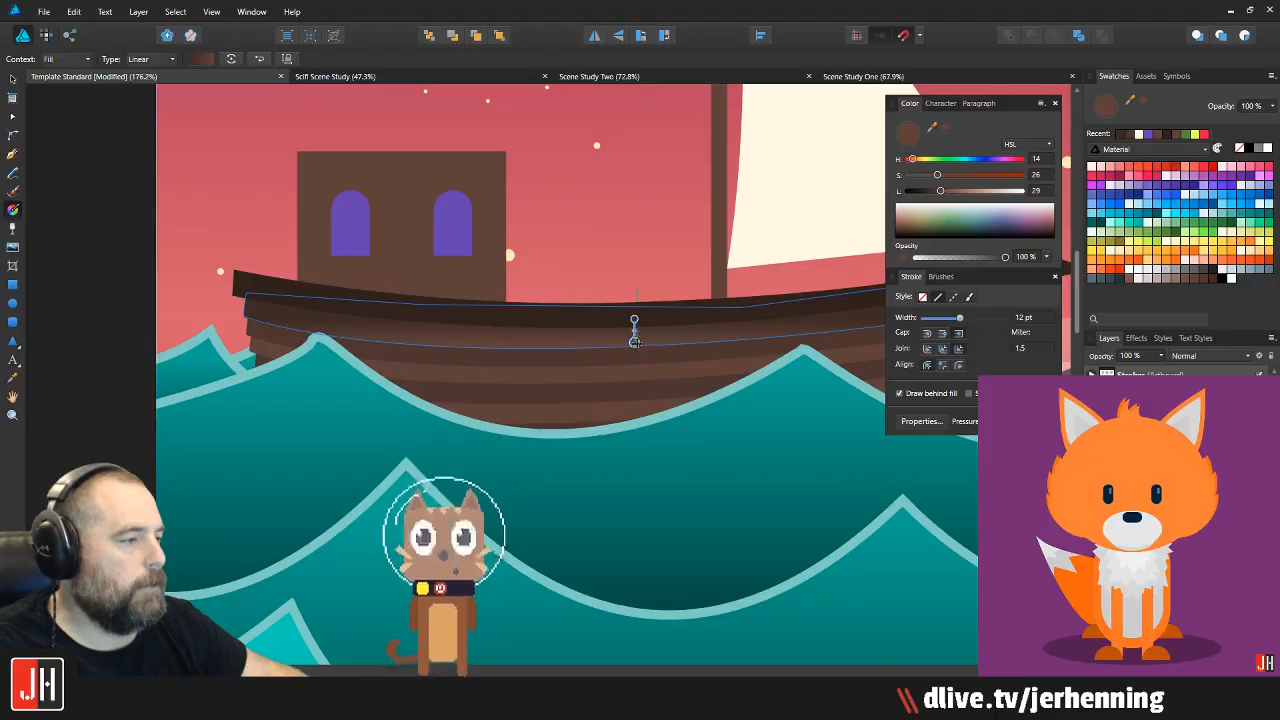 File Edit Text Layer Select View Window Help
Context: Fill Type: Linear
Template Standard [Modified] (176.2%) Scifi Scene Study (47.3%) Scene Study Two (72.8%) Scene Study One (67.9%)
Swatches Assets Symbols
Opacity: 100 %
Recent:
Material
Color Character Paragraph
HSL
H: 14
S: 26
L: 29
Opacity
100 %
Stroke Brushes
Style:
Width: 12 pt
Cap: Miter:
Join: 1.5
Align:
Draw behind fill
Properties... Pressure
Layers Effects Styles
Opacity: 100 % Normal
JH
JH
\\ dlive.tv/jerhenning